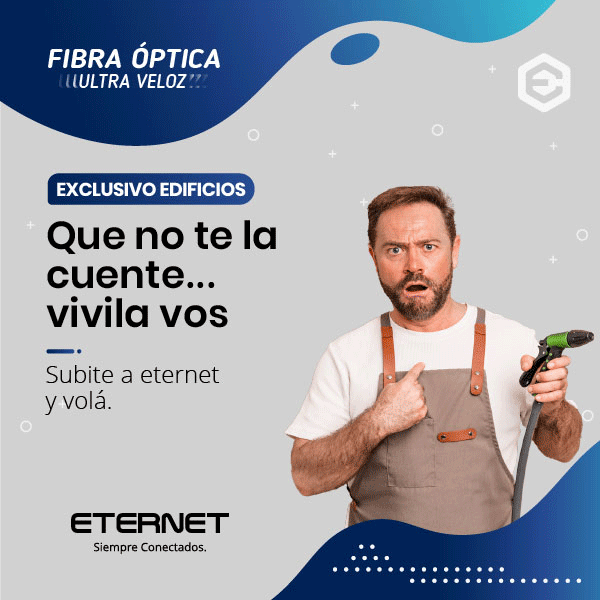 FIBRA ÓPTICA
ULTRA VELOZ
EXCLUSIVO EDIFICIOS
Que no te la
cuente...
vivila vos
Subite a eternet
y volá.
ETERNET
Siempre Conectados.